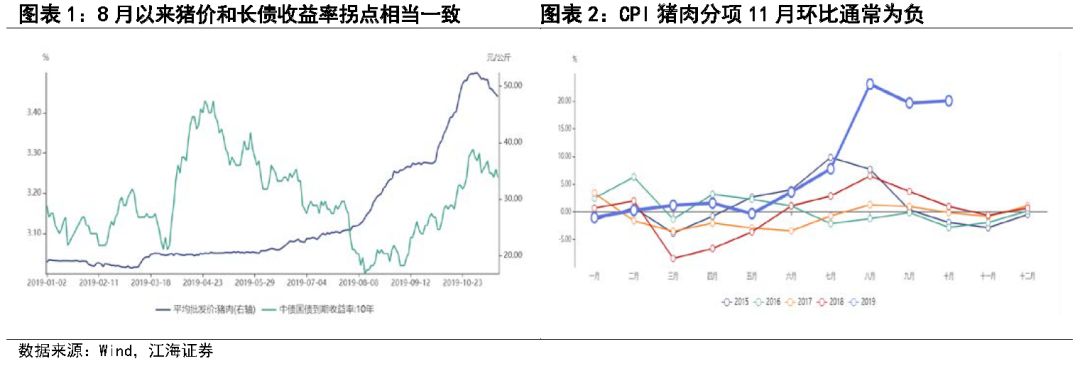 图表 1：8 月以来猪价和长债收益率拐点相当一致
%
元/公斤
3.40
3.30
3.20
3.10
50.00
40.00
30.00
20.00
2019-01-02 2019-02-11 2019-03-18 2019-04-23 2019-05-29 2019-07-04 2019-08-08 2019-09-12 2019-10-23
平均批发价:猪肉(右轴) 中债国债到期收益率:10年
图表 2：CPI 猪肉分项 11 月环比通常为负
%
20.00
15.00
10.00
5.00
0.00
-5.00
一月 二月 三月 四月 五月 六月 七月 八月 九月 十月 十一月 十二月
2015 2016 2017 2018 2019
数据来源：Wind，江海证券